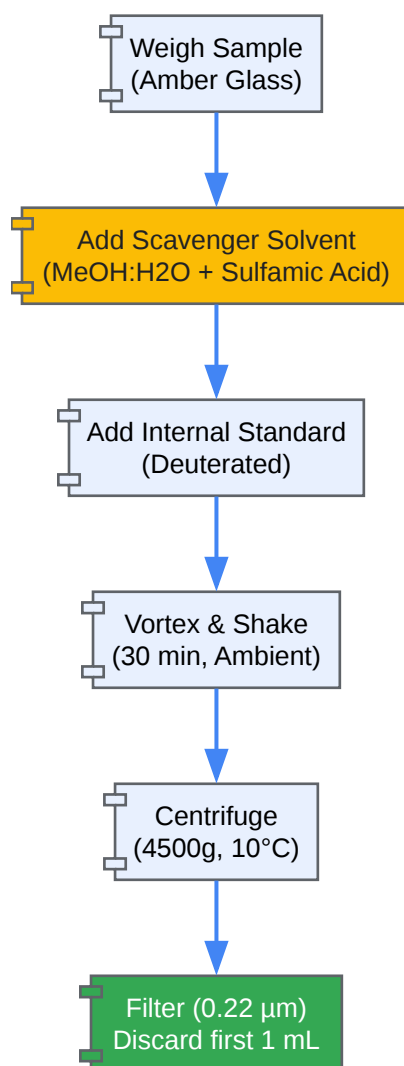 Weigh Sample
(Amber Glass)
Add Scavenger Solvent
(MeOH:H2O + Sulfamic Acid)
Add Internal Standard
(Deuterated)
Vortex & Shake
(30 min, Ambient)
Centrifuge
(4500g, 10°C)
Filter (0.22 µm)
Discard first 1 mL